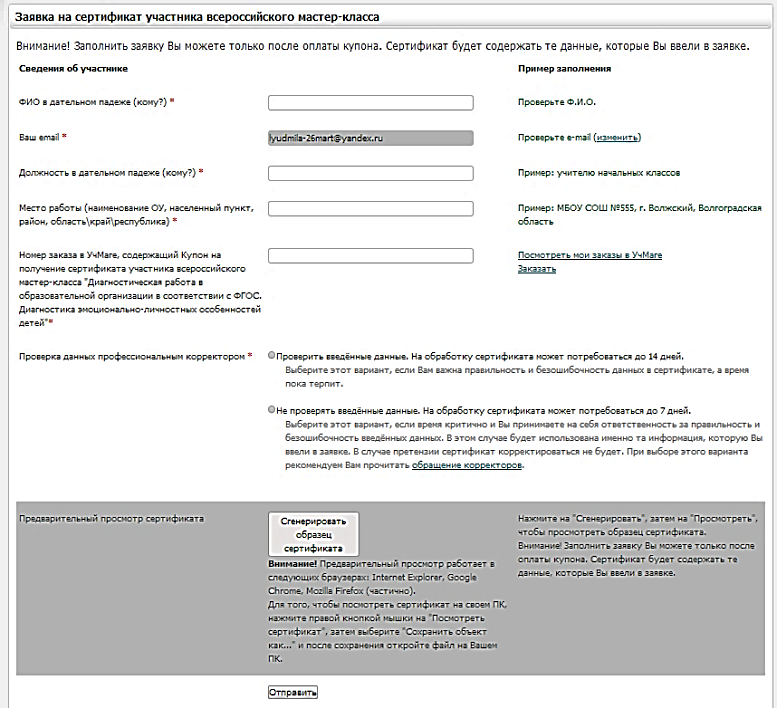 Заявка на сертификат участника всероссийского мастер-класса
Внимание! Заполнить заявку Вы можете только после оплаты купона. Сертификат будет содержать те данные, которые Вы ввели в заявке.
Сведения об участнике
Пример заполнения
ФИО в дательном падеже (кому?) *
Проверьте Ф.И.О.
Ваш email *
lyudmila-26mart@yandex.ru
Проверьте e-mail (изменить)
Должность в дательном падеже (кому?) *
Пример: учителю начальных классов
Место работы (наименование ОУ, населенный пункт,
район, область\край\республика) *
Пример: МБОУ СОШ №555, г. Волжский, Волгоградская
область
Номер заказа в УчМаге, содержащий Купон на
получение сертификата участника всероссийского
мастер-класса "Диагностическая работа в
образовательной организации в соответствии с ФГОС.
Диагностика эмоционально-личностных особенностей
детей"*
Посмотреть мои заказы в УчМаге
Заказать
Проверка данных профессиональным корректором *
Проверить введённые данные. На обработку сертификата может потребоваться до 14 дней.
Выберите этот вариант, если Вам важна правильность и безошибочность данных в сертификате, а время
пока терпит.
Не проверять введённые данные. На обработку сертификата может потребоваться до 7 дней.
Выберите этот вариант, если время критично и Вы принимаете на себя ответственность за правильность и
безошибочность введённых данных. В этом случае будет использована именно та информация, которую Вы
ввели в заявке. В случае претензии сертификат корректироваться не будет. При выборе этого варианта
рекомендуем Вам прочитать обращение корректоров.
Предварительный просмотр сертификата
Сгенерировать
образец
сертификата
Внимание! Предварительный просмотр работает в
следующих браузерах: Internet Explorer, Google
Chrome, Mozilla Firefox (частично).
Для того, чтобы посмотреть сертификат на своем ПК,
нажмите правой кнопкой мышки на "Посмотреть
сертификат", затем выберите "Сохранить объект
как..." и после сохранения откройте файл на Вашем
ПК.
Нажмите на "Сгенерировать", затем на "Просмотреть",
чтобы просмотреть образец сертификата.
Внимание! Заполнить заявку Вы можете только после
оплаты купона. Сертификат будет содержать те
данные, которые Вы ввели в заявке.
Отправить